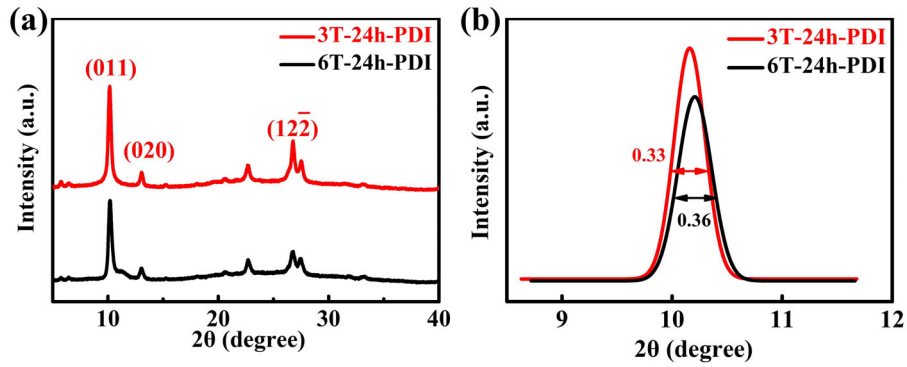 (a)
3T-24h-PDI
6T-24h-PDI
(011)
(020)
(122̅)
Intensity (a.u.)
10 20 30 40
2θ (degree)
(b)
3T-24h-PDI
6T-24h-PDI
0.33
0.36
Intensity (a.u.)
9 10 11 12
2θ (degree)